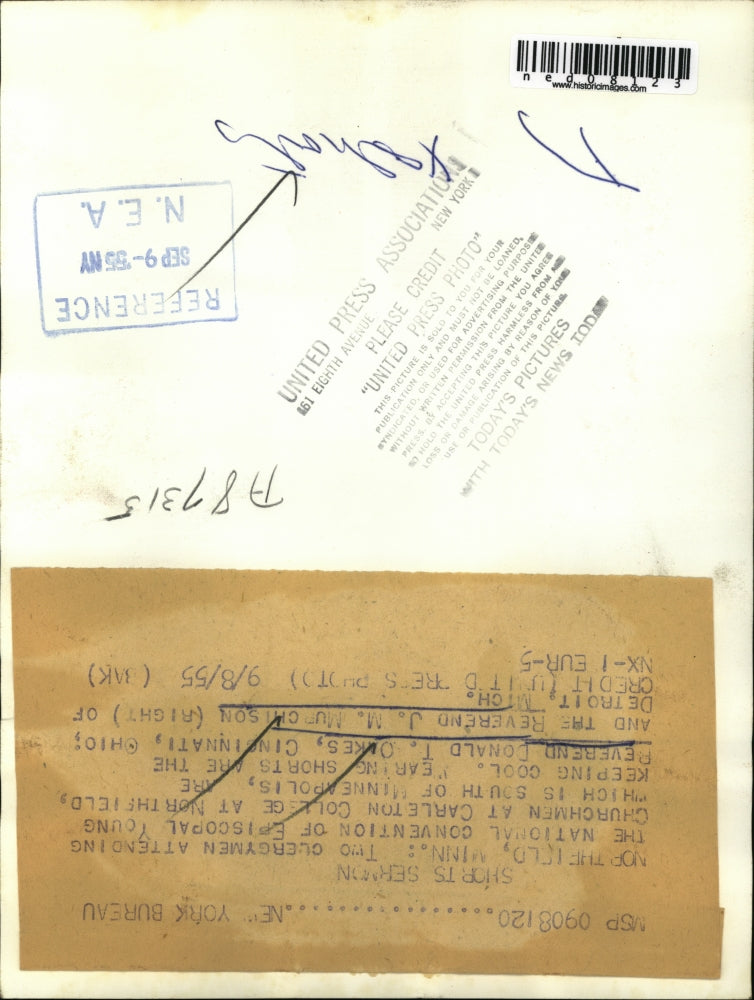 ned08123
www.historicimages.com
REFERENCE
SEP 9-'55 NY
N.E.A.
UNITED PRESS ASSOCIATION
461 EIGHTH AVENUE NEW YORK 1
PLEASE CREDIT
"UNITED PRESS PHOTO"
THIS PICTURE IS SOLD TO YOU FOR YOUR
PUBLICATION ONLY AND MUST NOT BE LOANED,
SYNDICATED, OR USED FOR ADVERTISING PURPOSES
WITHOUT WRITTEN PERMISSION FROM THE UNITED
PRESS. BY ACCEPTING THIS PICTURE YOU AGREE
TO HOLD THE UNITED PRESS HARMLESS FROM ANY
LOSS OR DAMAGE ARISING BY REASON OF YOUR
USE OR PUBLICATION OF THIS PICTURE.
TODAY'S PICTURES
WITH TODAY'S NEWS TODAY
A87315
MSP 0908120...................NEW YORK BUREAU
SHORTS SERMON
NORTHFIELD, MINN.: TWO CLERGYMEN ATTENDING
THE NATIONAL CONVENTION OF EPISCOPAL YOUNG
CHURCHMEN AT CARLETON COLLEGE AT NORTHFIELD,
WHICH IS SOUTH OF MINNEAPOLIS, ARE
KEEPING COOL. WEARING SHORTS ARE THE
REVEREND DONALD T. OAKES, CINCINNATI, OHIO;
AND THE REVEREND J. M. MURCHISON (RIGHT) OF
DETROIT, MICH.
CREDIT (UNITED PRESS PHOTO) 9/8/55 (BAK)
NX-1 EUR-5